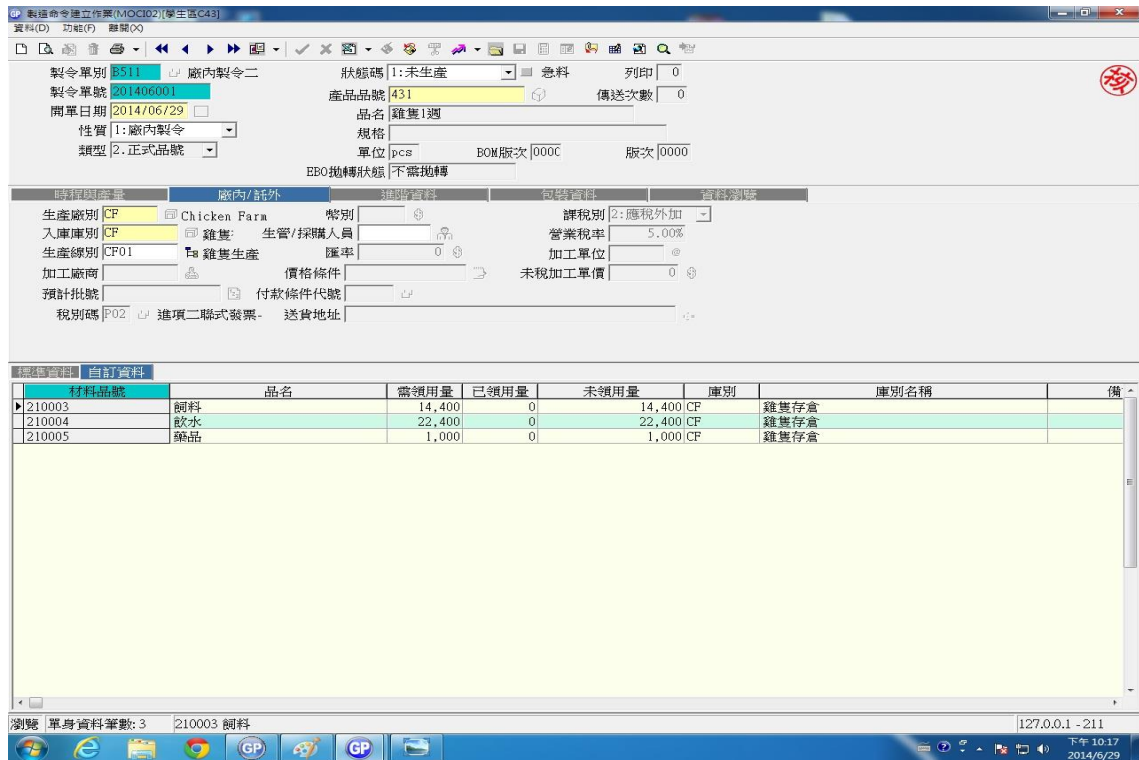 製造命令建立作業(MOCI02)[學生區C43]
資料(D) 功能(F) 離開(X)
製令單別 B511 廠內製令二 狀態碼 1:未生產 急料 列印 0
製令單號 201406001 產品品號 431 傳送次數 0
開單日期 2014/06/29 品名 雞隻1週
性質 1:廠內製令 規格
類型 2.正式品號 單位 pcs BOM版次 000C 版次 0000
EBO拋轉狀態 不需拋轉
核
時程與產量 廠內/託外 進階資料 包裝資料 資料瀏覽
生產廠別 CF Chicken Farm 幣別 課稅別 2:應稅外加
入庫庫別 CF 雞隻 生管/採購人員 營業稅率 5.00%
生產線別 CF01 雞隻生產 匯率 0 加工單位
加工廠商 價格條件 未稅加工單價 0
預計批號 付款條件代號
稅別碼 P02 進項二聯式發票- 送貨地址
標準資料 自訂資料
材料品號 品名 需領用量 已領用量 未領用量 庫別 庫別名稱 備
210003 飼料 14,400 0 14,400 CF 雞隻存倉
210004 飲水 22,400 0 22,400 CF 雞隻存倉
210005 藥品 1,000 0 1,000 CF 雞隻存倉
瀏覽 單身資料筆數: 3 210003 飼料 127.0.0.1 - 211
GP GP 下午 10:17
2014/6/29